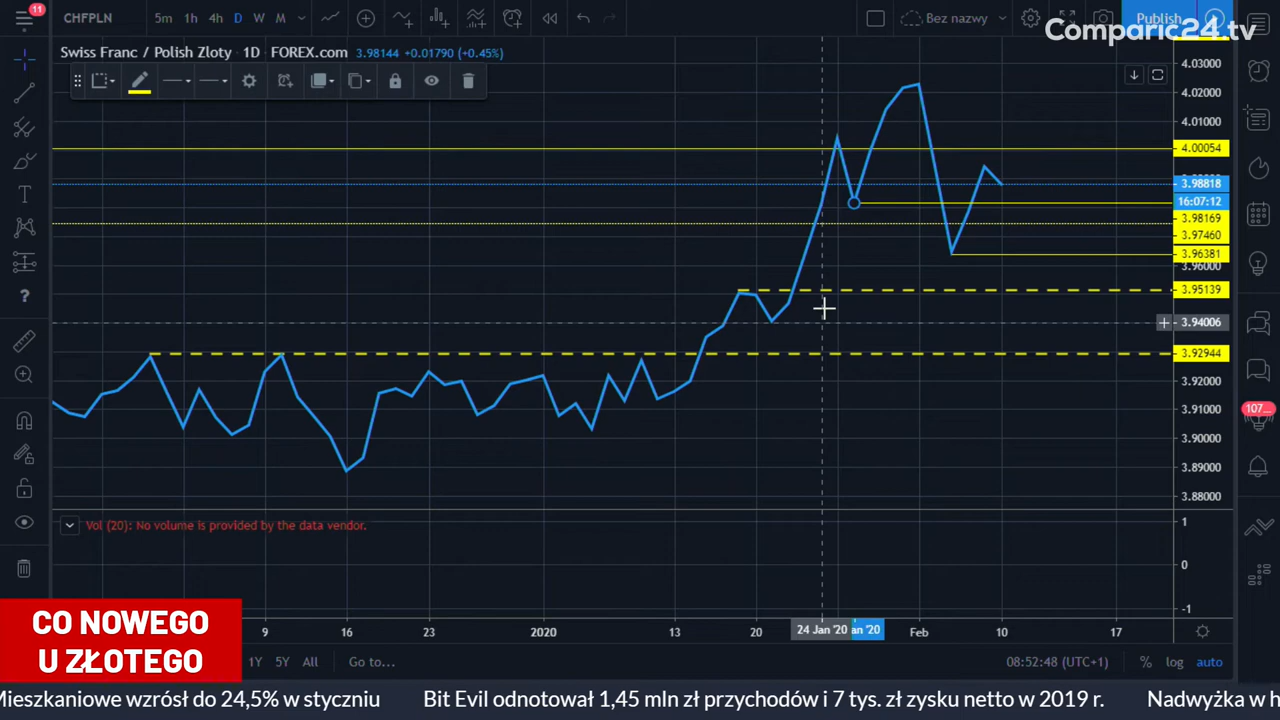 11
CHFPLN
5m 1h 4h D W M
Bez nazwy
Publish
Comparic24.tv
Swiss Franc / Polish Zloty · 1D · FOREX.com 3.98144 +0.01790 (+0.45%)
4.03000
4.02000
4.01000
4.00054
3.98818
16:07:12
3.98169
3.97460
3.96381
3.96000
3.95139
3.94006
3.92944
3.92000
3.91000
3.90000
3.89000
3.88000
107...
Vol (20): No volume is provided by the data vendor.
1
0
-1
9 16 23 2020 13 20 24 Jan '20 an '20 Feb 10 17
CO NOWEGO
U ZŁOTEGO
1Y 5Y All Go to... 08:52:48 (UTC+1) % log auto
Mieszkaniowe wzrósł do 24,5% w styczniu Bit Evil odnotował 1,45 mln zł przychodów i 7 tys. zł zysku netto w 2019 r. Nadwyżka w h